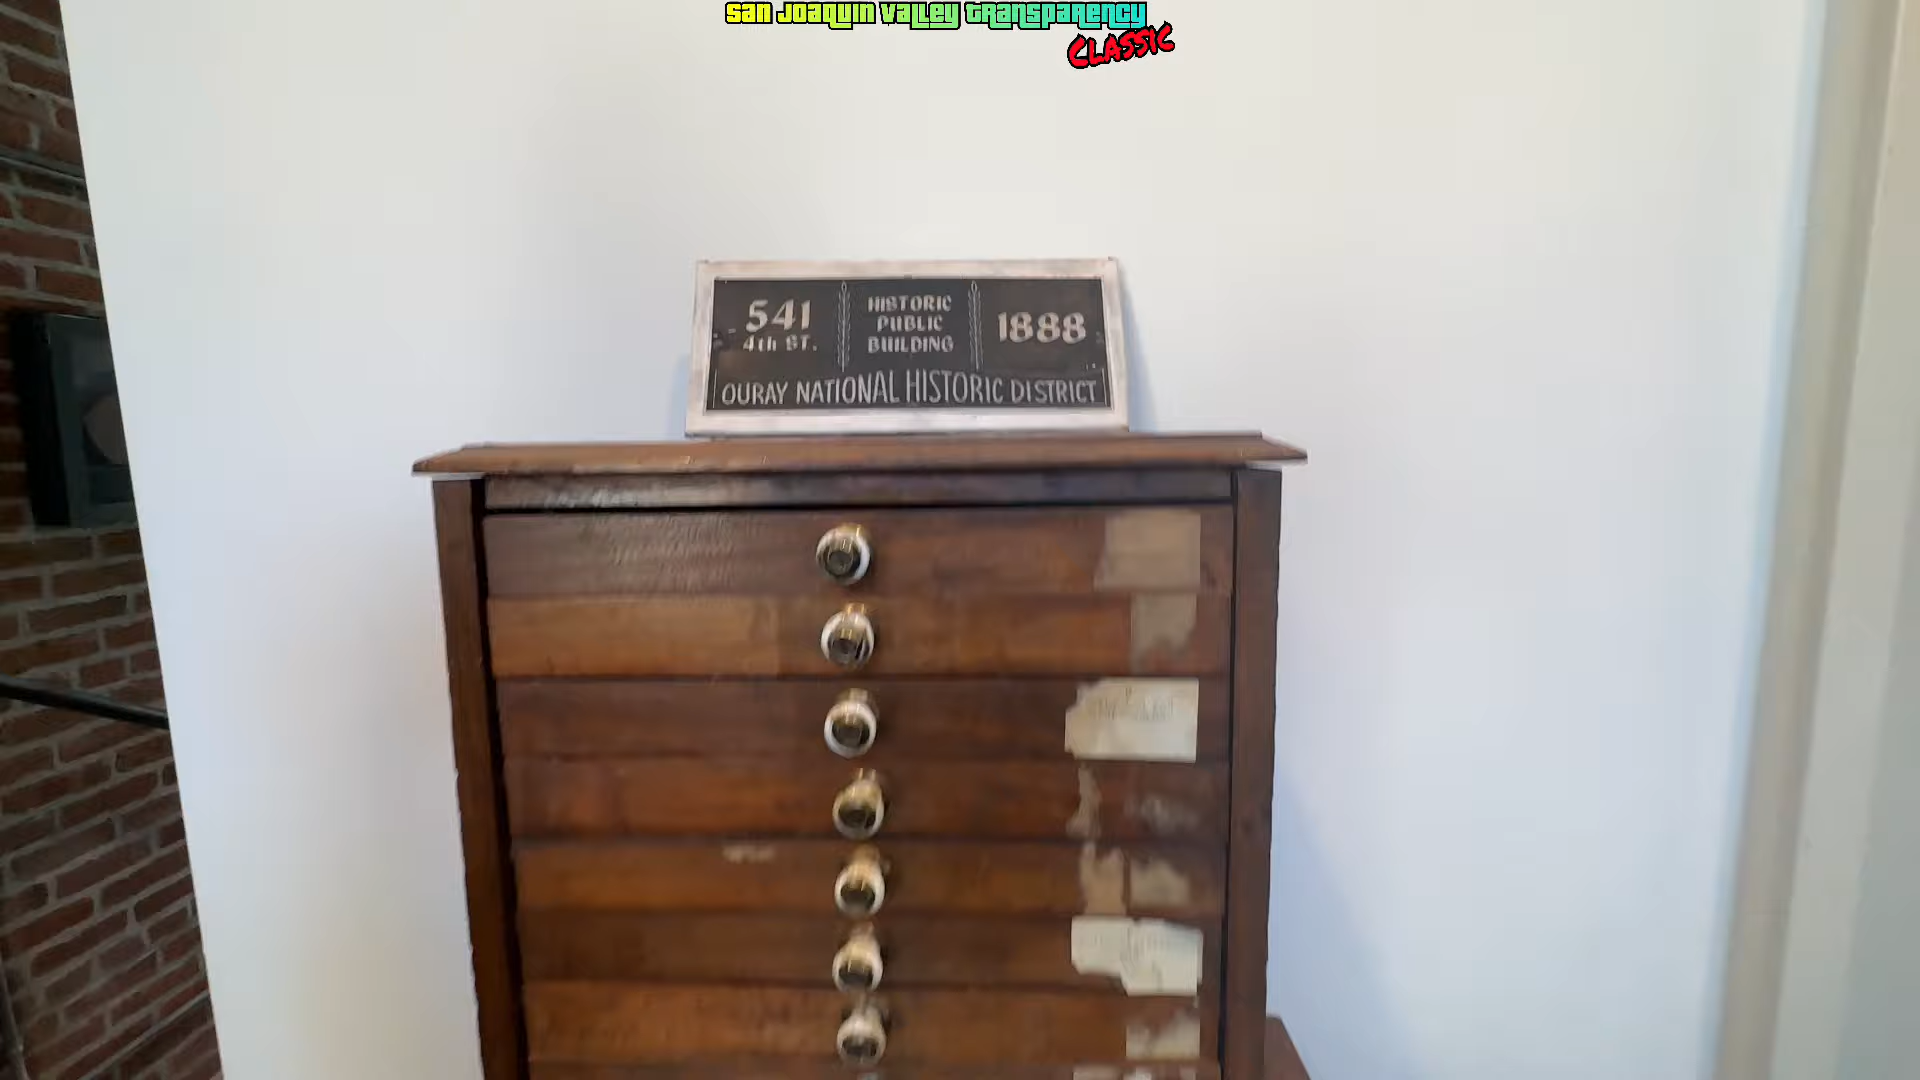 San Joaquin Valley Transparency
CLASSIC
541
4th ST.
HISTORIC
PUBLIC
BUILDING
1888
OURAY NATIONAL HISTORIC DISTRICT